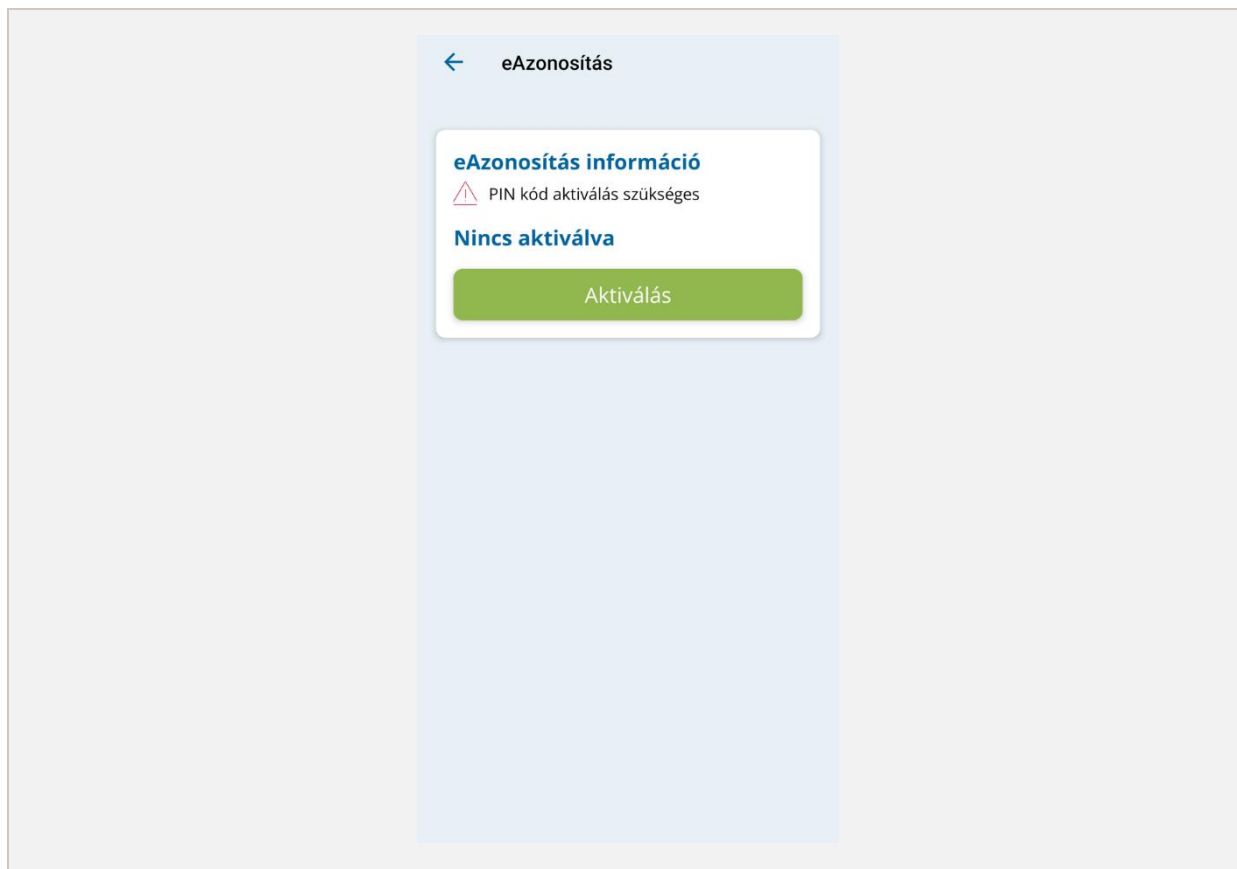 eAzonosítás
eAzonosítás információ
PIN kód aktiválás szükséges
Nincs aktiválva
Aktiválás